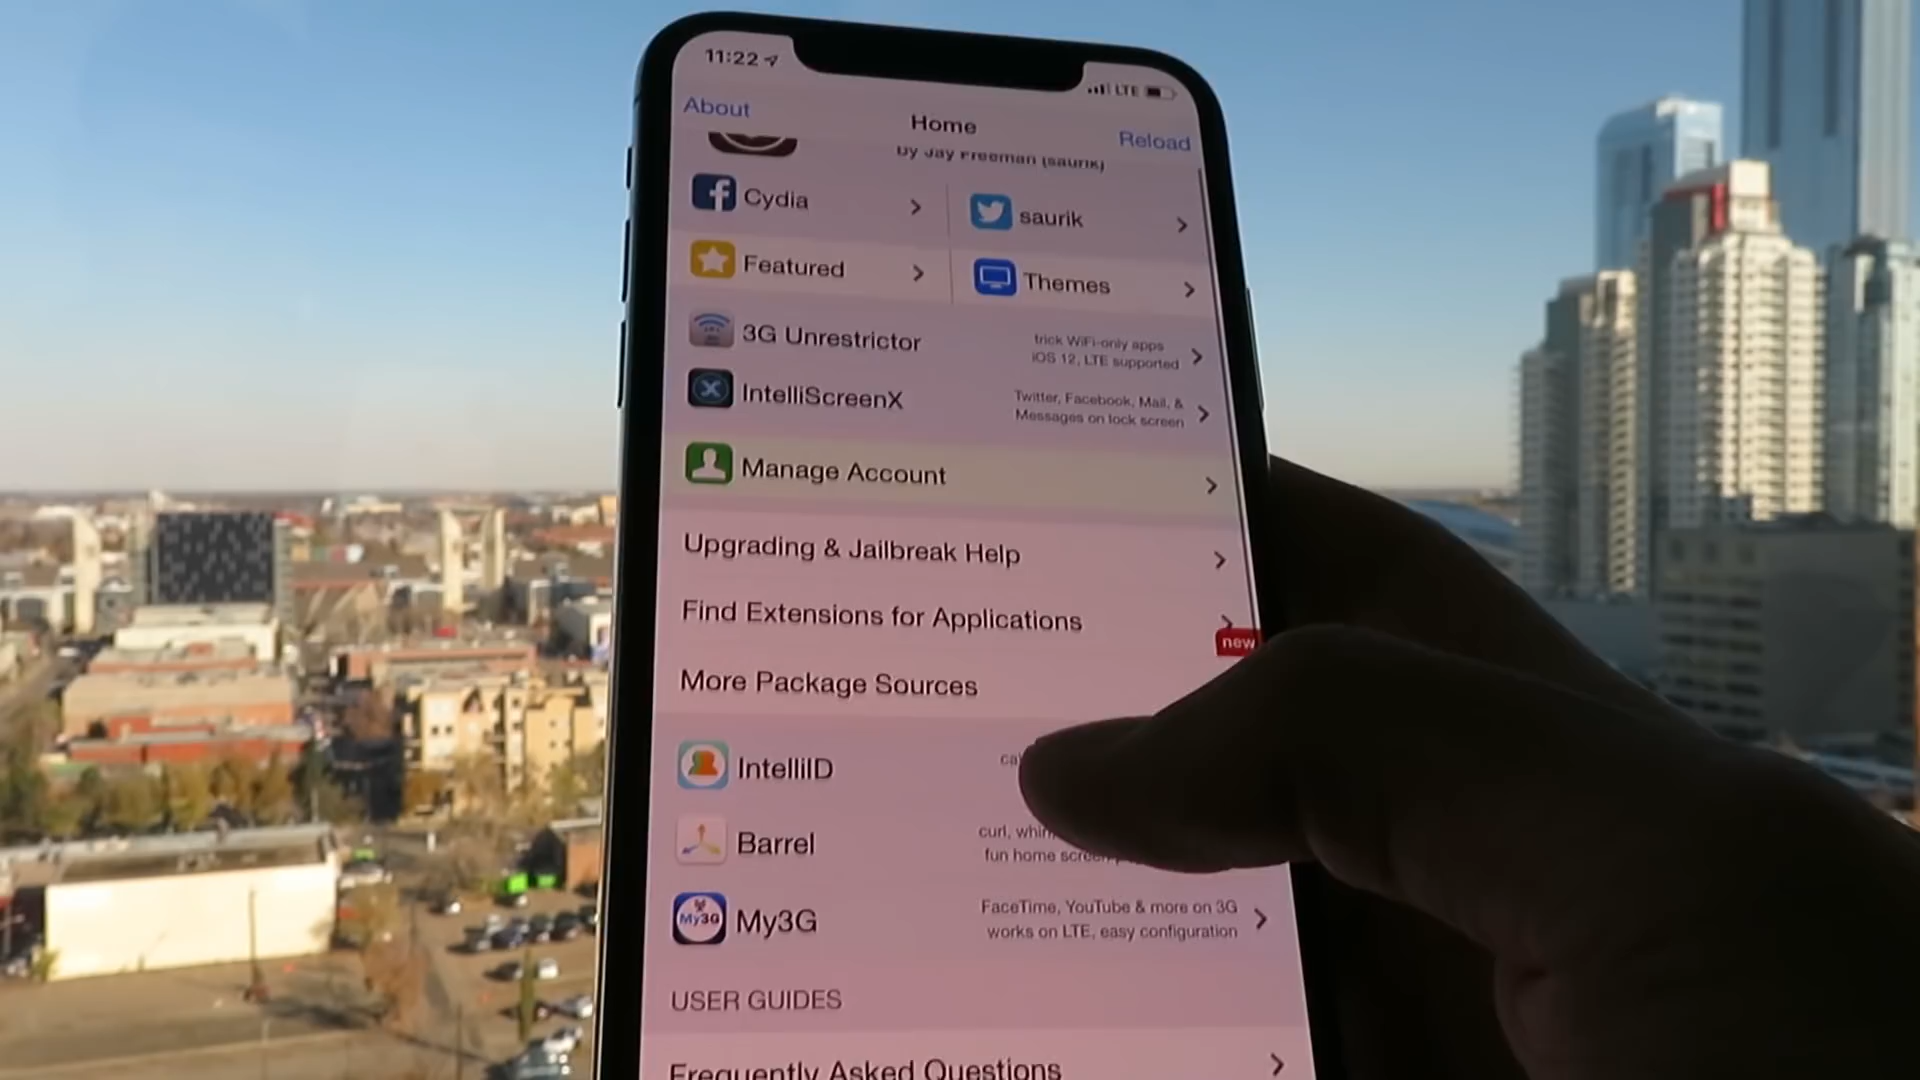 11:22
LTE
About
Home
Reload
by Jay Freeman (saurik)
Cydia
saurik
Featured
Themes
3G Unrestrictor
trick WiFi-only apps
iOS 12, LTE supported
IntelliScreenX
Twitter, Facebook, Mail, &
Messages on lock screen
Manage Account
Upgrading & Jailbreak Help
Find Extensions for Applications
new
More Package Sources
IntelliID
Barrel
curl,
fun home
My3G
My3G
FaceTime, YouTube & more on 3G
works on LTE, easy configuration
USER GUIDES
Frequently Asked Questions